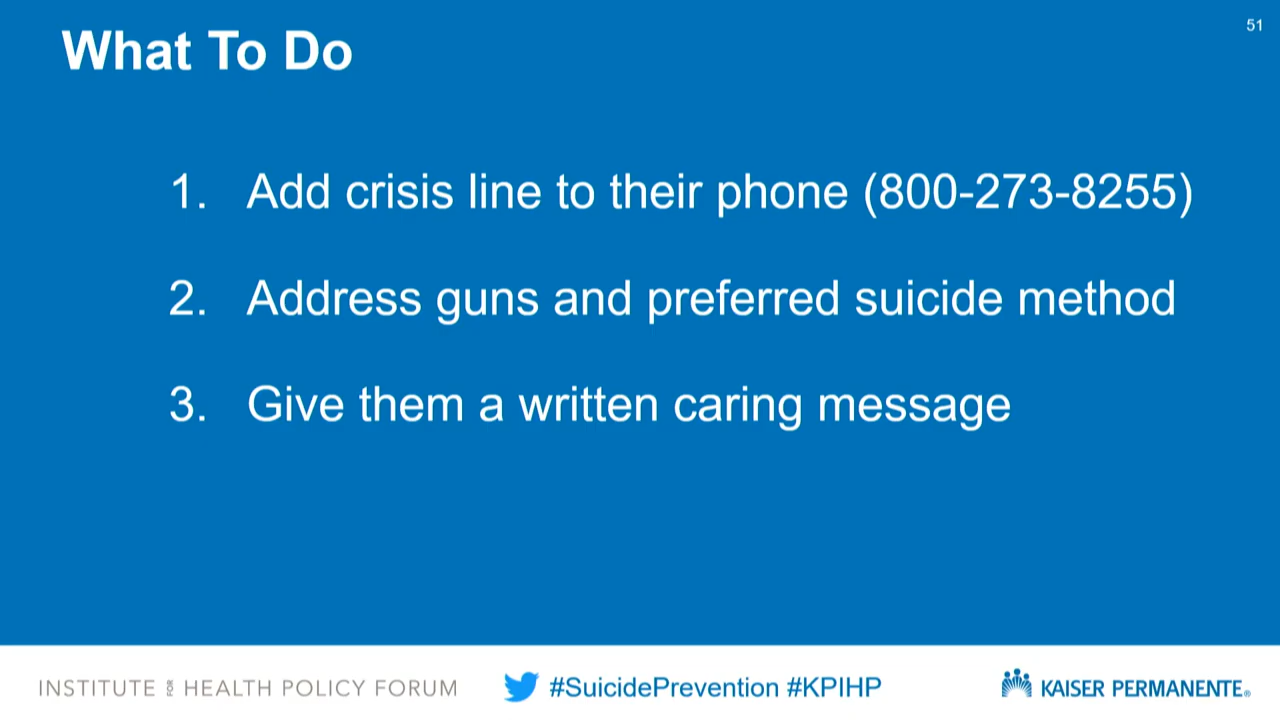 51
What To Do
1. Add crisis line to their phone (800-273-8255)
2. Address guns and preferred suicide method
3. Give them a written caring message
INSTITUTE FOR HEALTH POLICY FORUM
#SuicidePrevention #KPIHP
KAISER PERMANENTE®